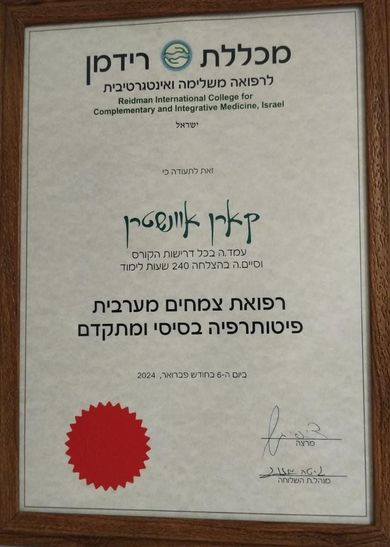 מכללת רידמן
לרפואה משלימה ואינטגרטיבית
Reidman International College for
Complementary and Integrative Medicine, Israel
ישראל
זאת לתעודה כי
קארן איינשטרן
עמד.ה בכל דרישות הקורס
וסיים.ה בהצלחה 240 שעות לימוד
רפואת צמחים מערבית
פיטותרפיה בסיסי ומתקדם
ביום ה-6 בחודש פברואר, 2024
מרצה
מנהל.ת השלוחה